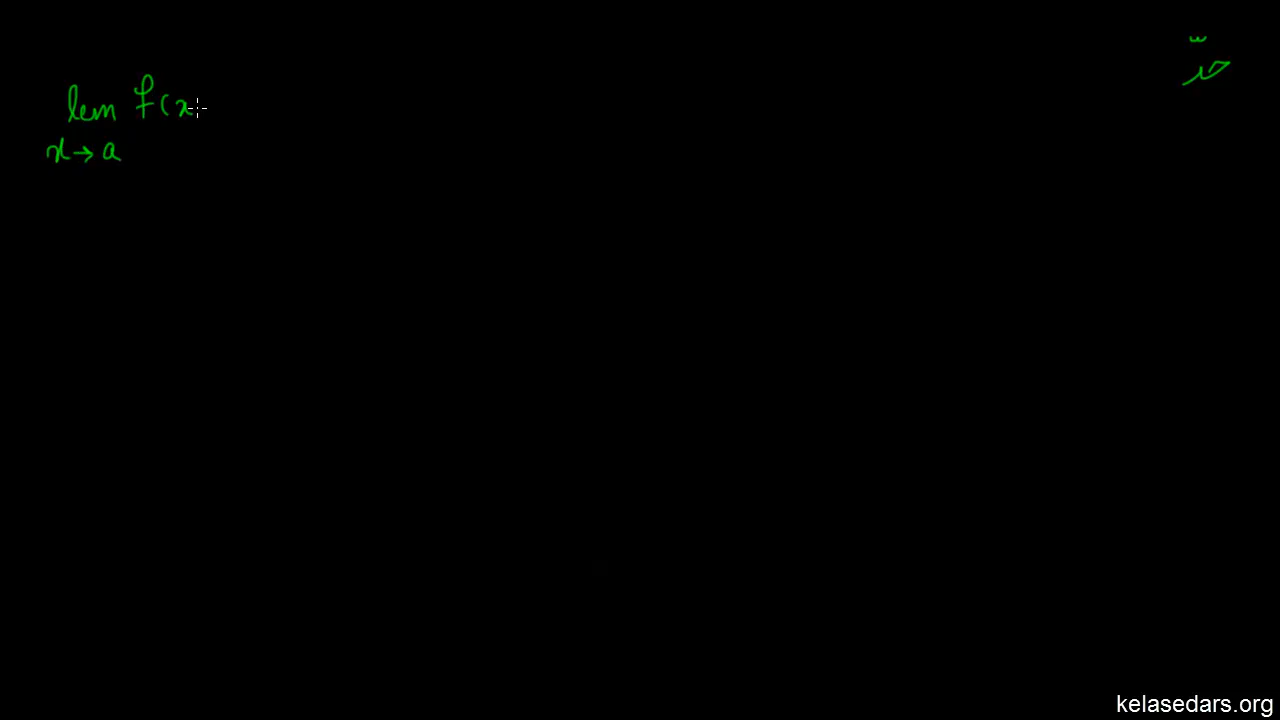 حد
lim f(x
x → a
kelasedars.org